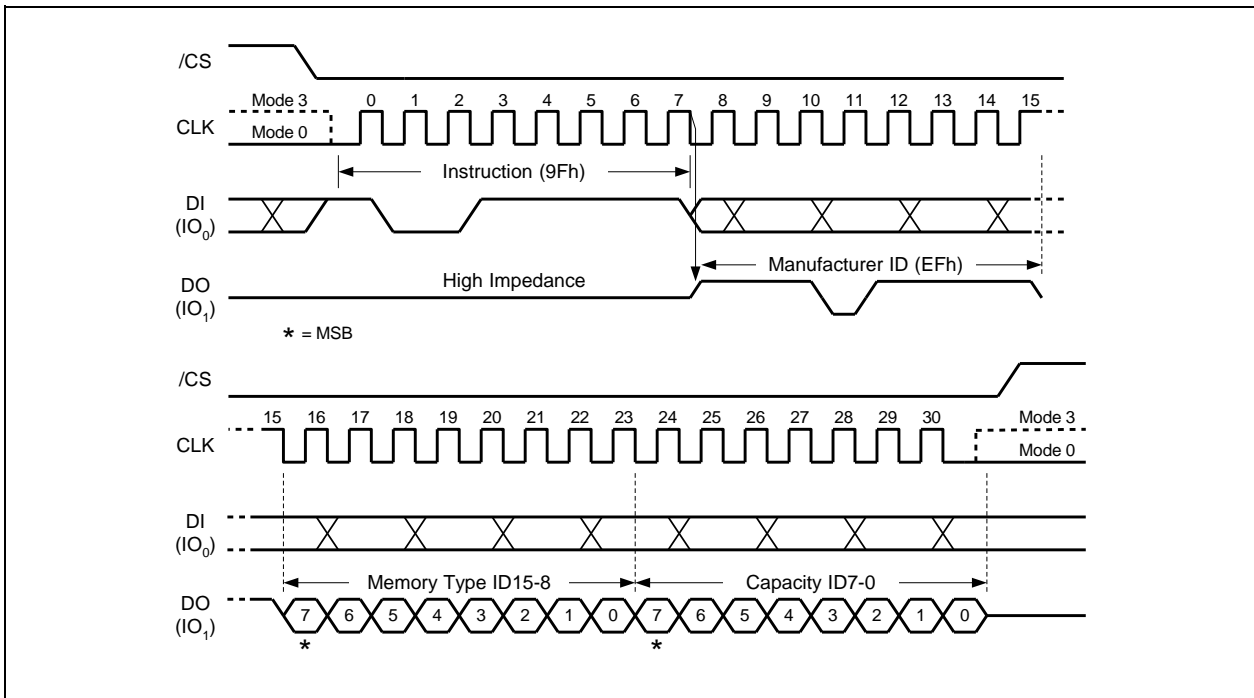 /CS
Mode 3 0 1 2 3 4 5 6 7 8 9 10 11 12 13 14 15
CLK
Mode 0
Instruction (9Fh)
DI
(IO0)
Manufacturer ID (EFh)
High Impedance
DO
(IO1)
* = MSB
/CS
15 16 17 18 19 20 21 22 23 24 25 26 27 28 29 30 Mode 3
CLK
Mode 0
DI
(IO0)
Memory Type ID15-8 Capacity ID7-0
DO
(IO1)
7 6 5 4 3 2 1 0 7 6 5 4 3 2 1 0
* *